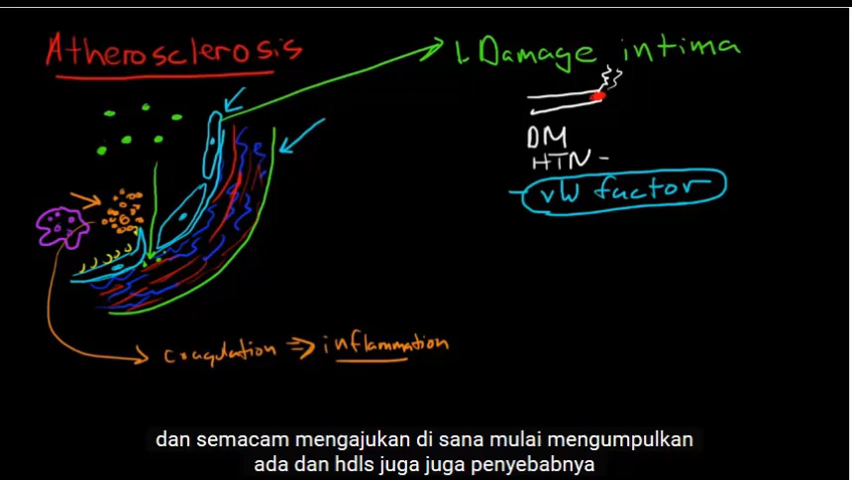 Atherosclerosis
1. Damage intima
DM
HTN -
vW factor
coagulation ⇒ inflammation
dan semacam mengajukan di sana mulai mengumpulkan
ada dan hdls juga juga penyebabnya